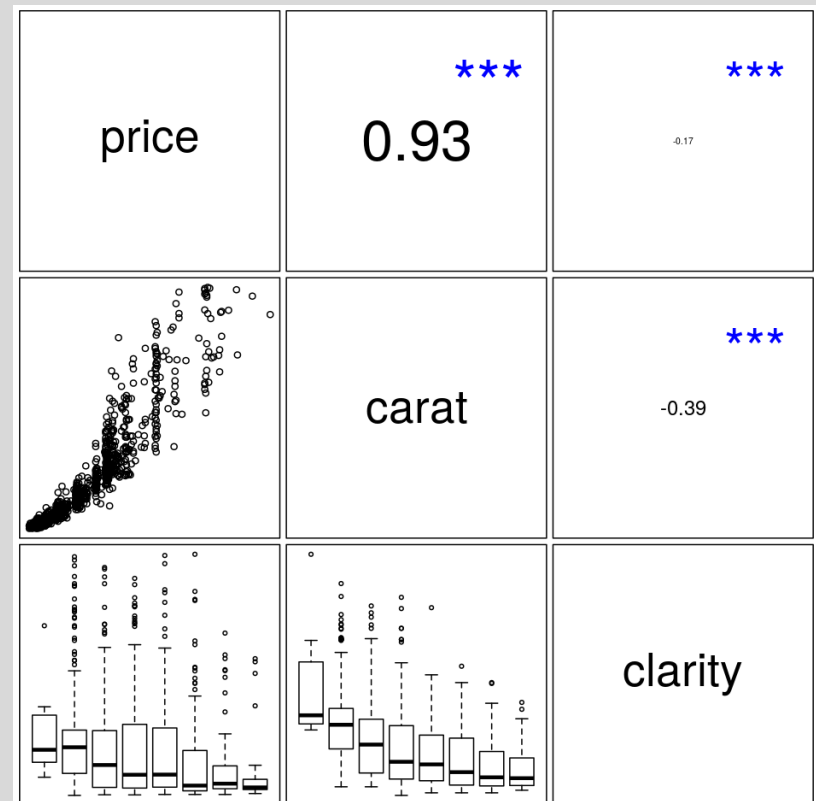 ***
***
price
0.93
-0.17
***
carat
-0.39
clarity